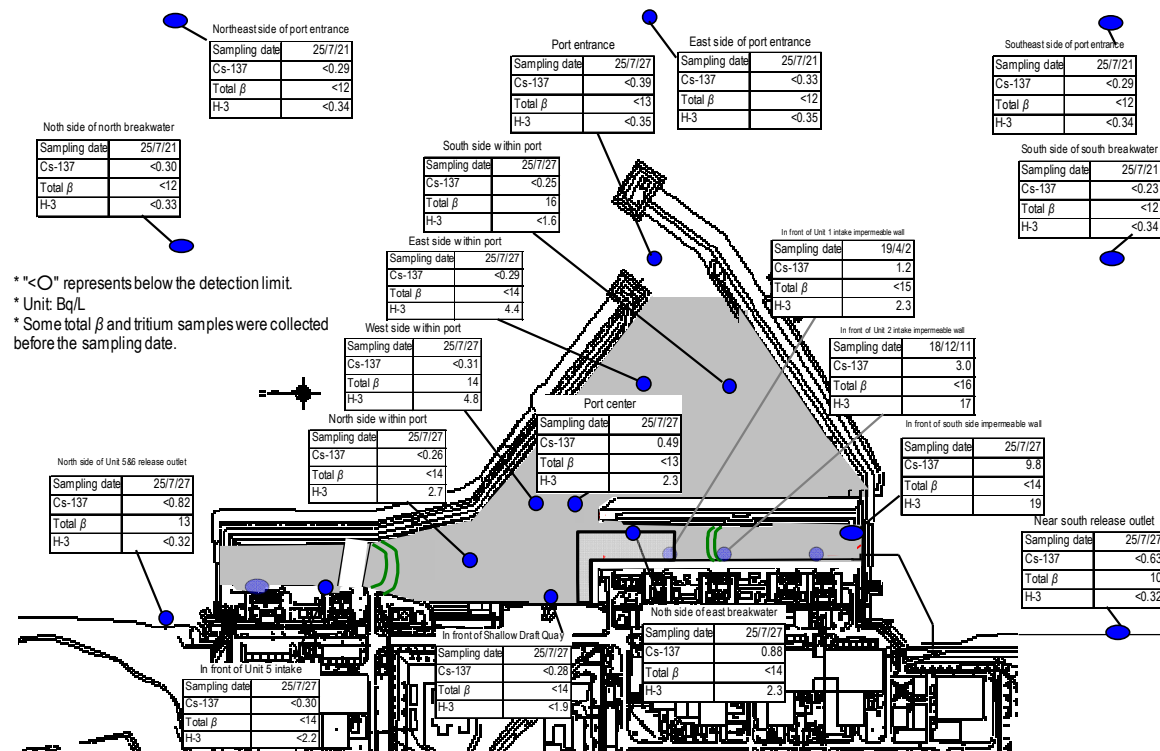 Northeast side of port entrance
Sampling date 25/7/21
Cs-137 <0.29
Total β <12
H-3 <0.34
Port entrance
Sampling date 25/7/27
Cs-137 <0.39
Total β <13
H-3 <0.35
East side of port entrance
Sampling date 25/7/21
Cs-137 <0.33
Total β <12
H-3 <0.35
Southeast side of port entrance
Sampling date 25/7/21
Cs-137 <0.29
Total β <12
H-3 <0.34
Noth side of north breakwater
Sampling date 25/7/21
Cs-137 <0.30
Total β <12
H-3 <0.33
South side within port
Sampling date 25/7/27
Cs-137 <0.25
Total β 16
H-3 <1.6
South side of south breakwater
Sampling date 25/7/21
Cs-137 <0.23
Total β <12
H-3 <0.34
East side within port
Sampling date 25/7/27
Cs-137 <0.29
Total β <14
H-3 4.4
In front of Unit 1 intake impermeable wall
Sampling date 19/4/2
Cs-137 1.2
Total β <15
H-3 2.3
* "<○" represents below the detection limit.
* Unit: Bq/L
* Some total β and tritium samples were collected
before the sampling date.
West side within port
Sampling date 25/7/27
Cs-137 <0.31
Total β 14
H-3 4.8
In front of Unit 2 intake impermeable wall
Sampling date 18/12/11
Cs-137 3.0
Total β <16
H-3 17
North side within port
Sampling date 25/7/27
Cs-137 <0.26
Total β <14
H-3 2.7
Port center
Sampling date 25/7/27
Cs-137 0.49
Total β <13
H-3 2.3
In front of south side impermeable wall
Sampling date 25/7/27
Cs-137 9.8
Total β <14
H-3 19
North side of Unit 5&6 release outlet
Sampling date 25/7/27
Cs-137 <0.82
Total β 13
H-3 <0.32
Near south release outlet
Sampling date 25/7/27
Cs-137 <0.63
Total β 10
H-3 <0.32
In front of Unit 5 intake
Sampling date 25/7/27
Cs-137 <0.30
Total β <14
H-3 <2.2
In front of Shallow Draft Quay
Sampling date 25/7/27
Cs-137 <0.28
Total β <14
H-3 <1.9
Noth side of east breakwater
Sampling date 25/7/27
Cs-137 0.88
Total β <14
H-3 2.3